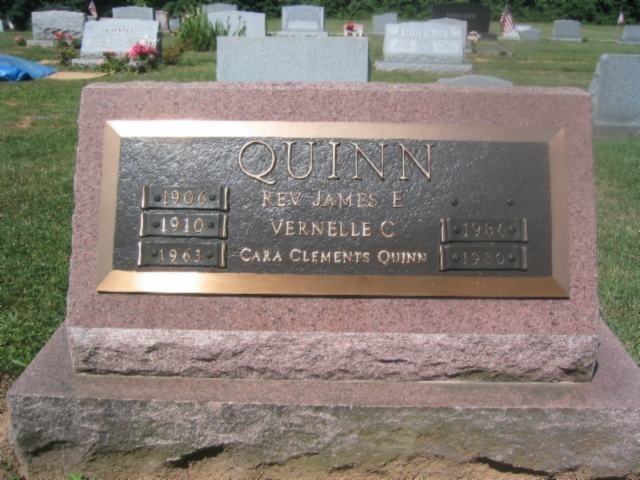 QUINN
1906 REV. JAMES E
1910 VERNELLE C. 1986
1963 CARA CLEMENTS QUINN 1980